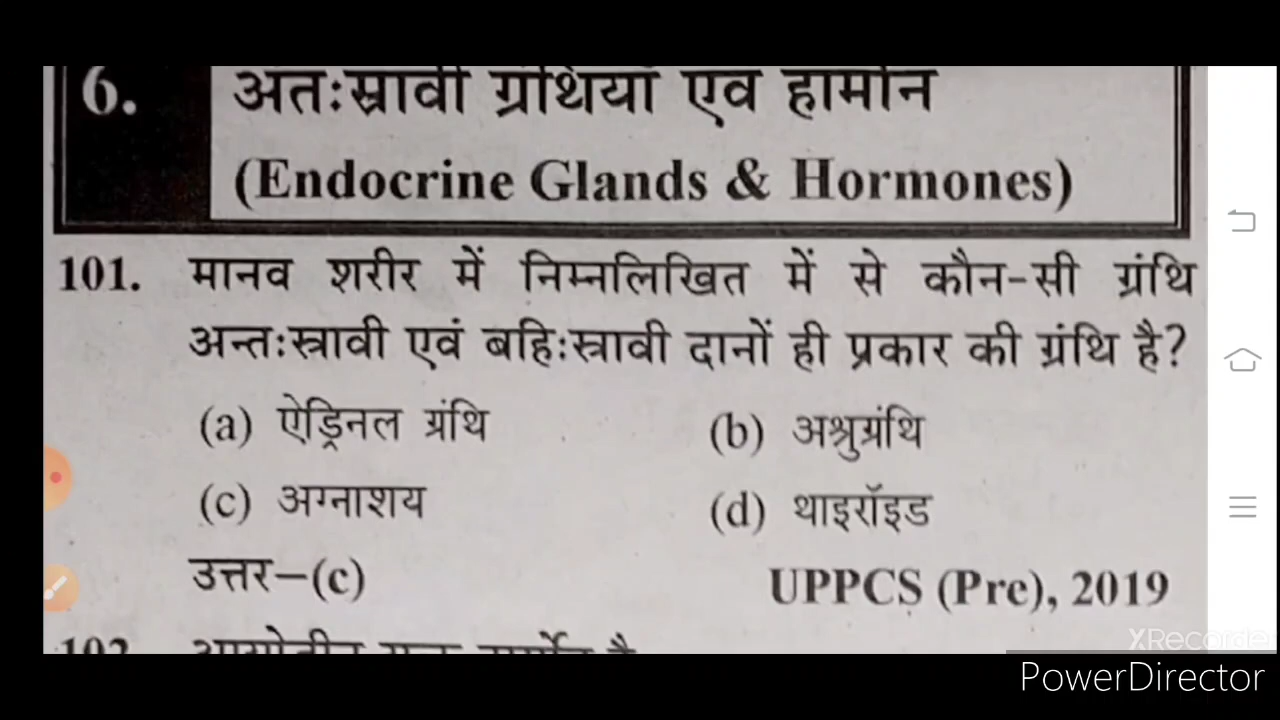 6. अतःस्रावी ग्रंथियां एवं हार्मोन
(Endocrine Glands & Hormones)
101. मानव शरीर में निम्नलिखित में से कौन-सी ग्रंथि
अन्तःस्त्रावी एवं बहिःस्त्रावी दानों ही प्रकार की ग्रंथि है?
(a) ऐड्रिनल ग्रंथि (b) अश्रुग्रंथि
(c) अग्नाशय (d) थाइरॉइड
उत्तर–(c) UPPCS (Pre), 2019
102.
XRecorder
PowerDirector